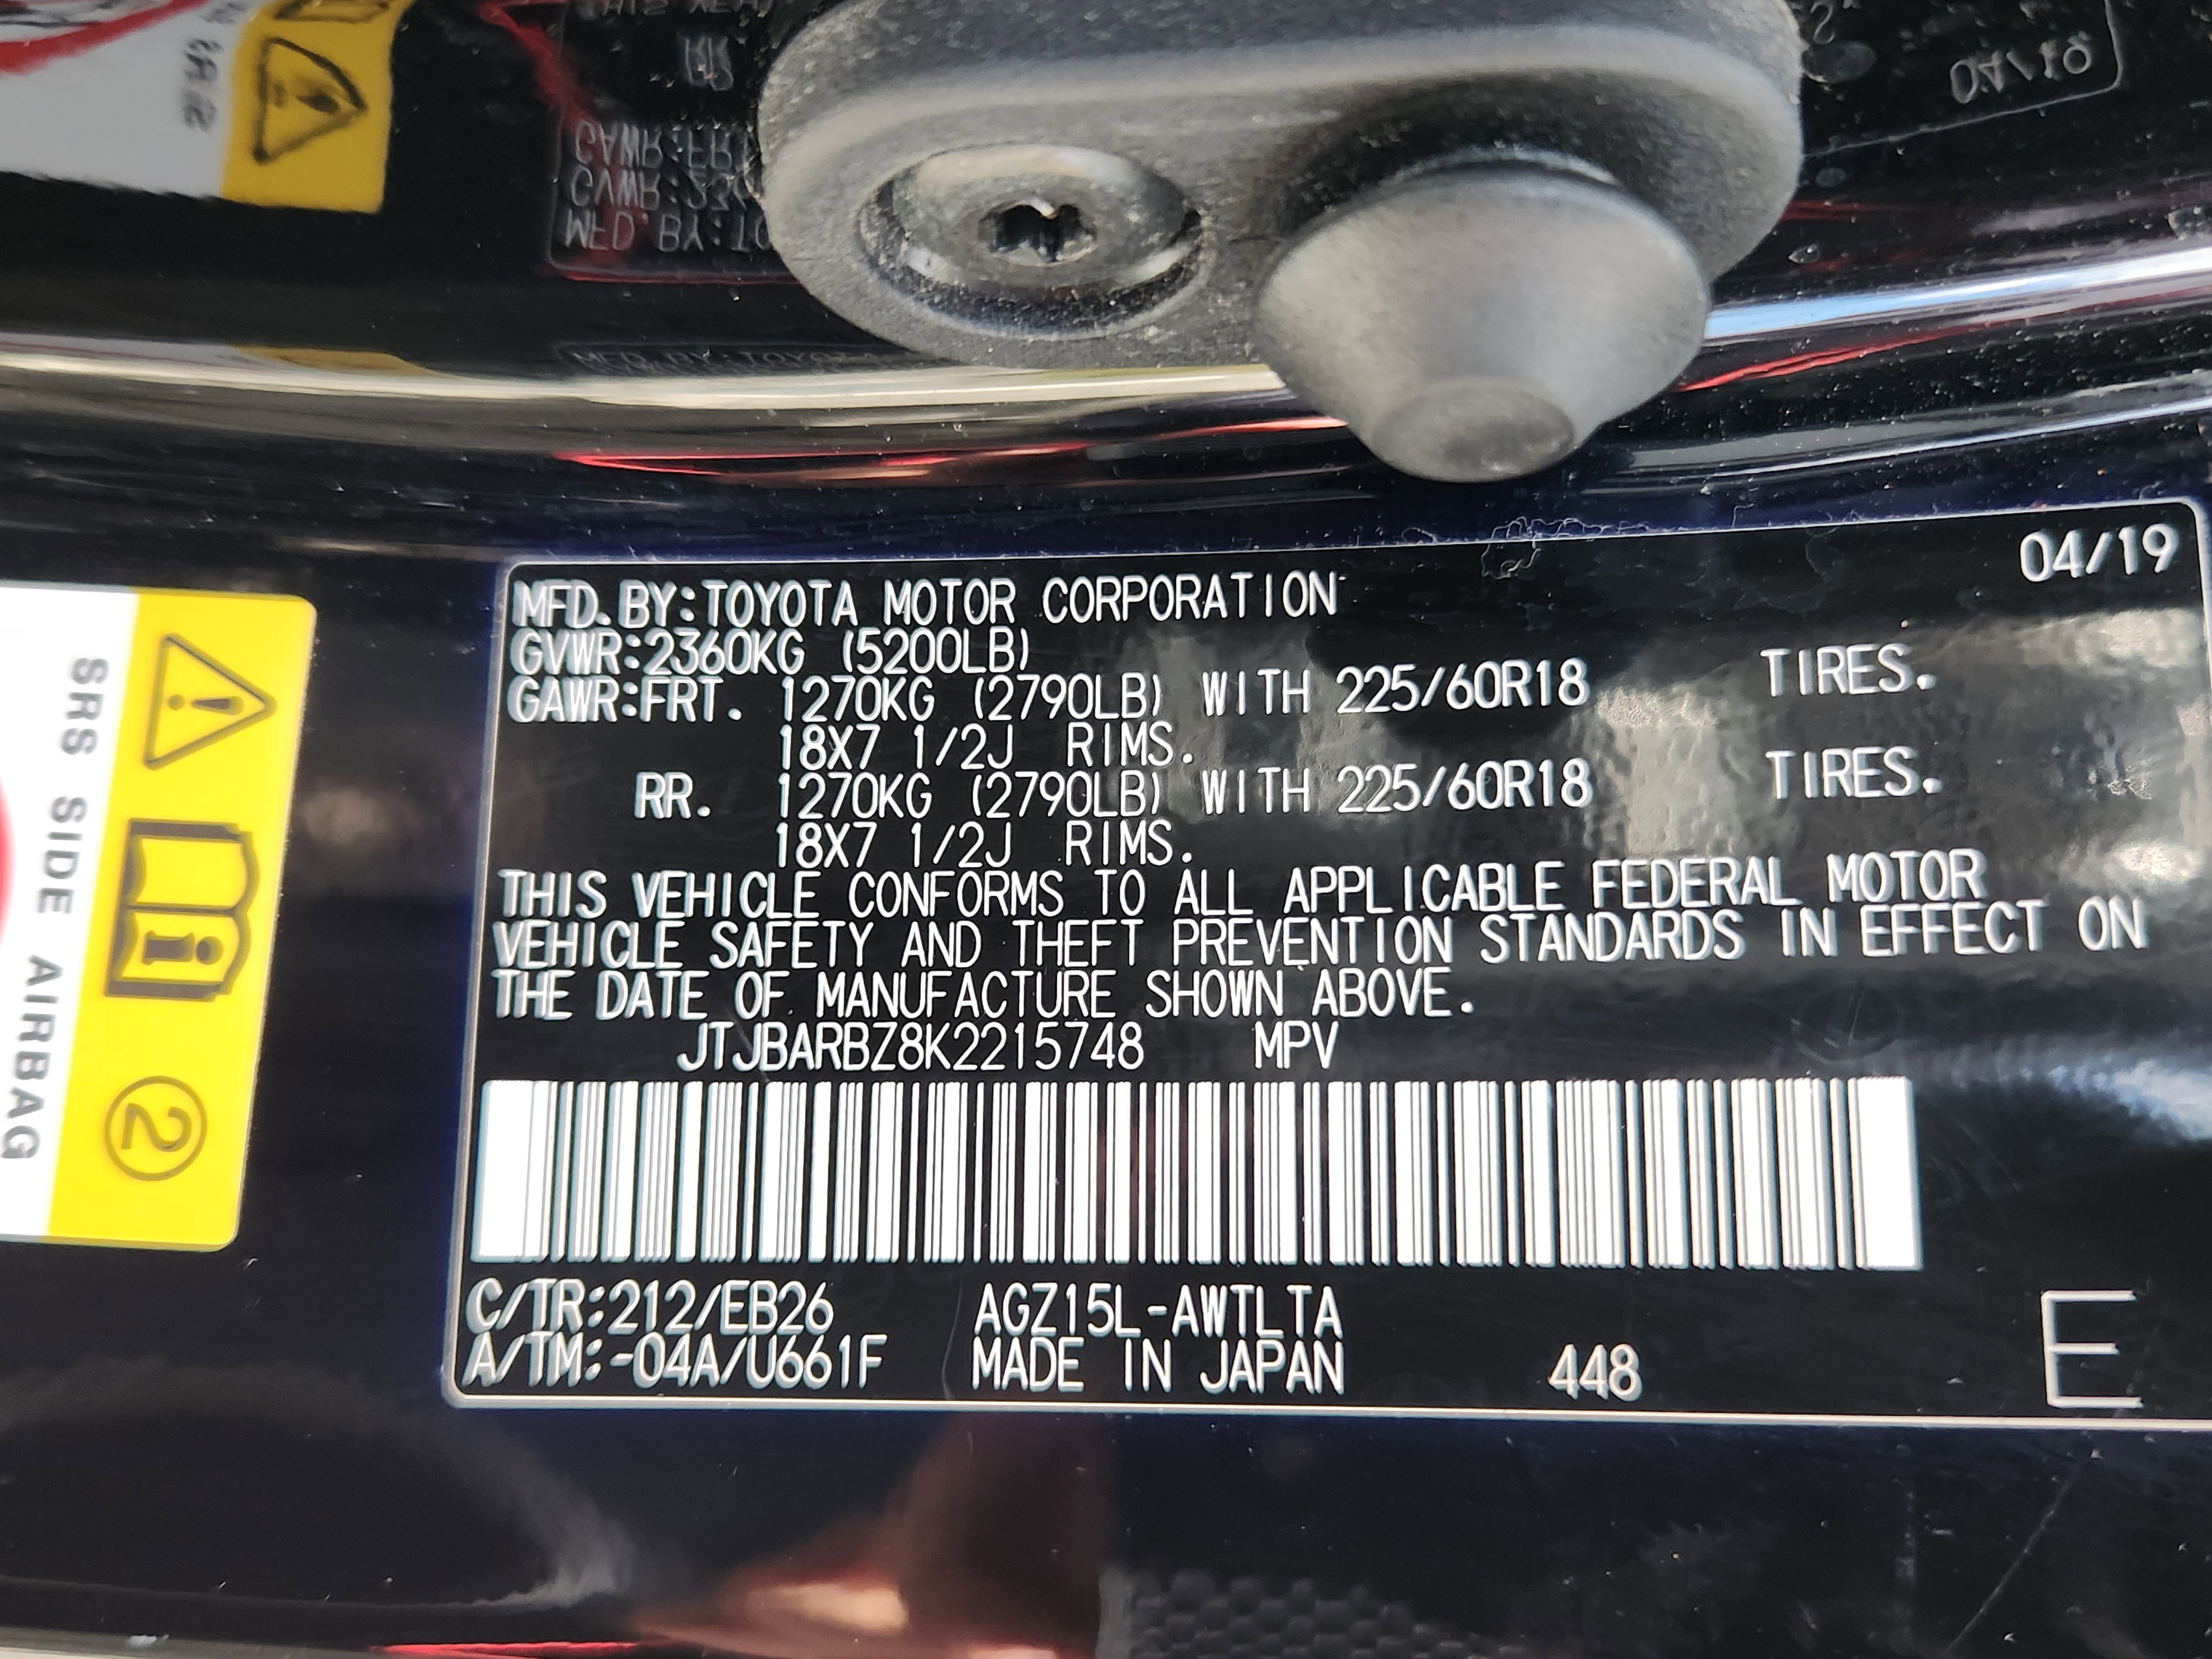 04/19
MFD.BY:TOYOTA MOTOR CORPORATION
GVWR:2360KG (5200LB)
GAWR:FRT. 1270KG (2790LB) WITH 225/60R18 TIRES.
18X7 1/2J RIMS.
RR. 1270KG (2790LB) WITH 225/60R18 TIRES.
18X7 1/2J RIMS.
THIS VEHICLE CONFORMS TO ALL APPLICABLE FEDERAL MOTOR
VEHICLE SAFETY AND THEFT PREVENTION STANDARDS IN EFFECT ON
THE DATE OF MANUFACTURE SHOWN ABOVE.
JTJBARBZ8K2215748 MPV
C/TR:212/EB26 AGZ15L-AWTLTA
A/TM:-04A/U661F MADE IN JAPAN 448 E
SRS SIDE AIRBAG
2